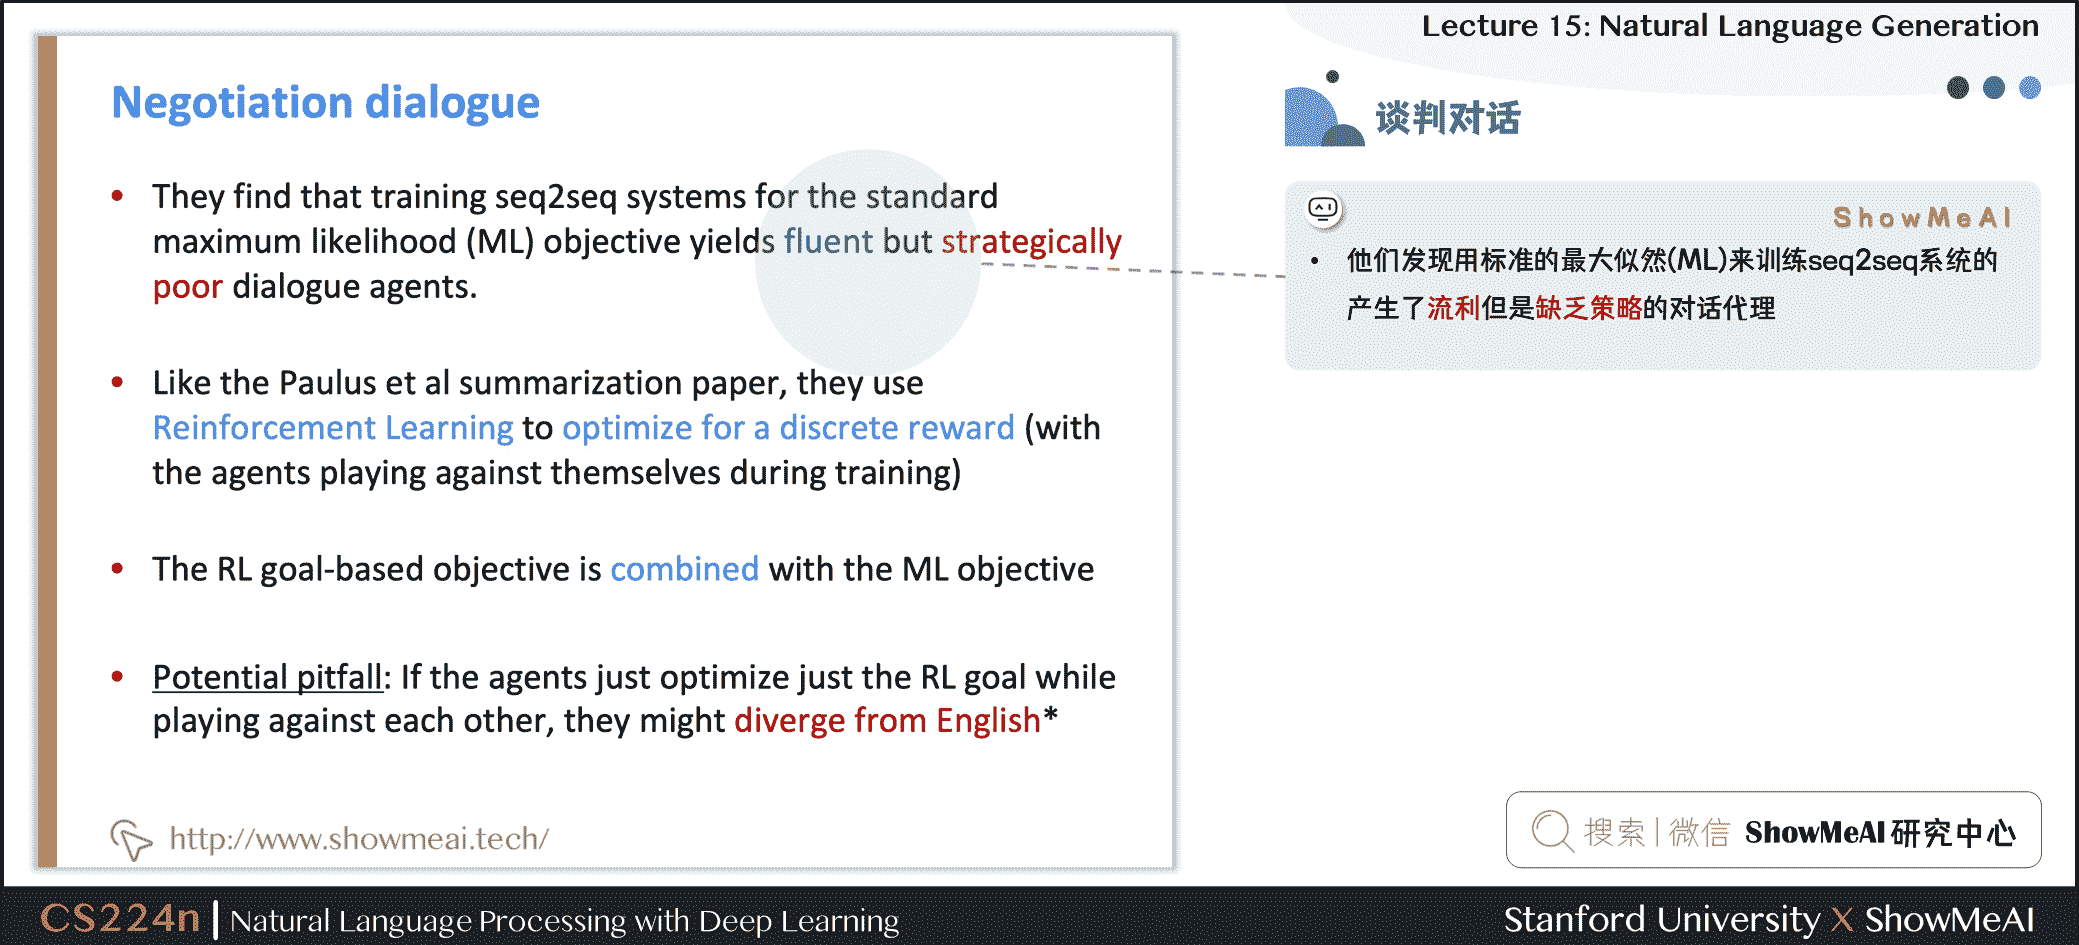 Lecture 15: Natural Language Generation
Negotiation dialogue
• They find that training seq2seq systems for the standard
maximum likelihood (ML) objective yields fluent but strategically
poor dialogue agents.
• Like the Paulus et al summarization paper, they use
Reinforcement Learning to optimize for a discrete reward (with
the agents playing against themselves during training)
• The RL goal-based objective is combined with the ML objective
• Potential pitfall: If the agents just optimize just the RL goal while
playing against each other, they might diverge from English*
http://www.showmeai.tech/
谈判对话
ShowMeAI
• 他们发现用标准的最大似然(ML)来训练seq2seq系统的
产生了流利但是缺乏策略的对话代理
搜索|微信 ShowMeAI 研究中心
CS224n | Natural Language Processing with Deep Learning
Stanford University X ShowMeAI